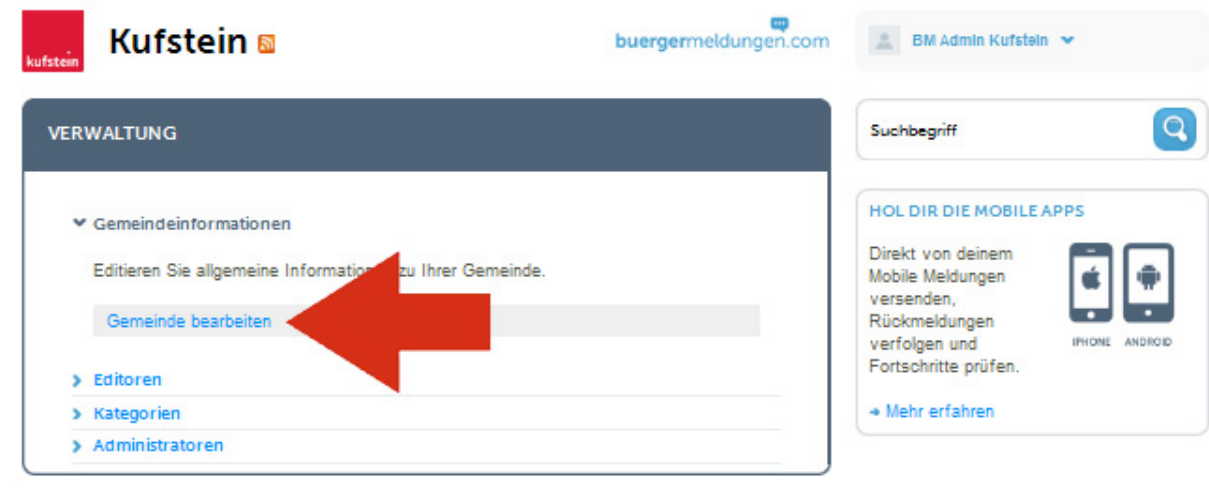 kufstein
Kufstein
buergermeldungen.com
BM Admin Kufstein
VERWALTUNG
Gemeindeinformationen
Editieren Sie allgemeine zu Ihrer Gemeinde.
Gemeinde bearbeiten
Editoren
Kategorien
Administratoren
Suchbegriff
HOL DIR DIE MOBILE APPS
Direkt von deinem
Mobile Meldungen
versenden,
Rückmeldungen
verfolgen und
Fortschritte prüfen.
IPHONE ANDROID
Mehr erfahren